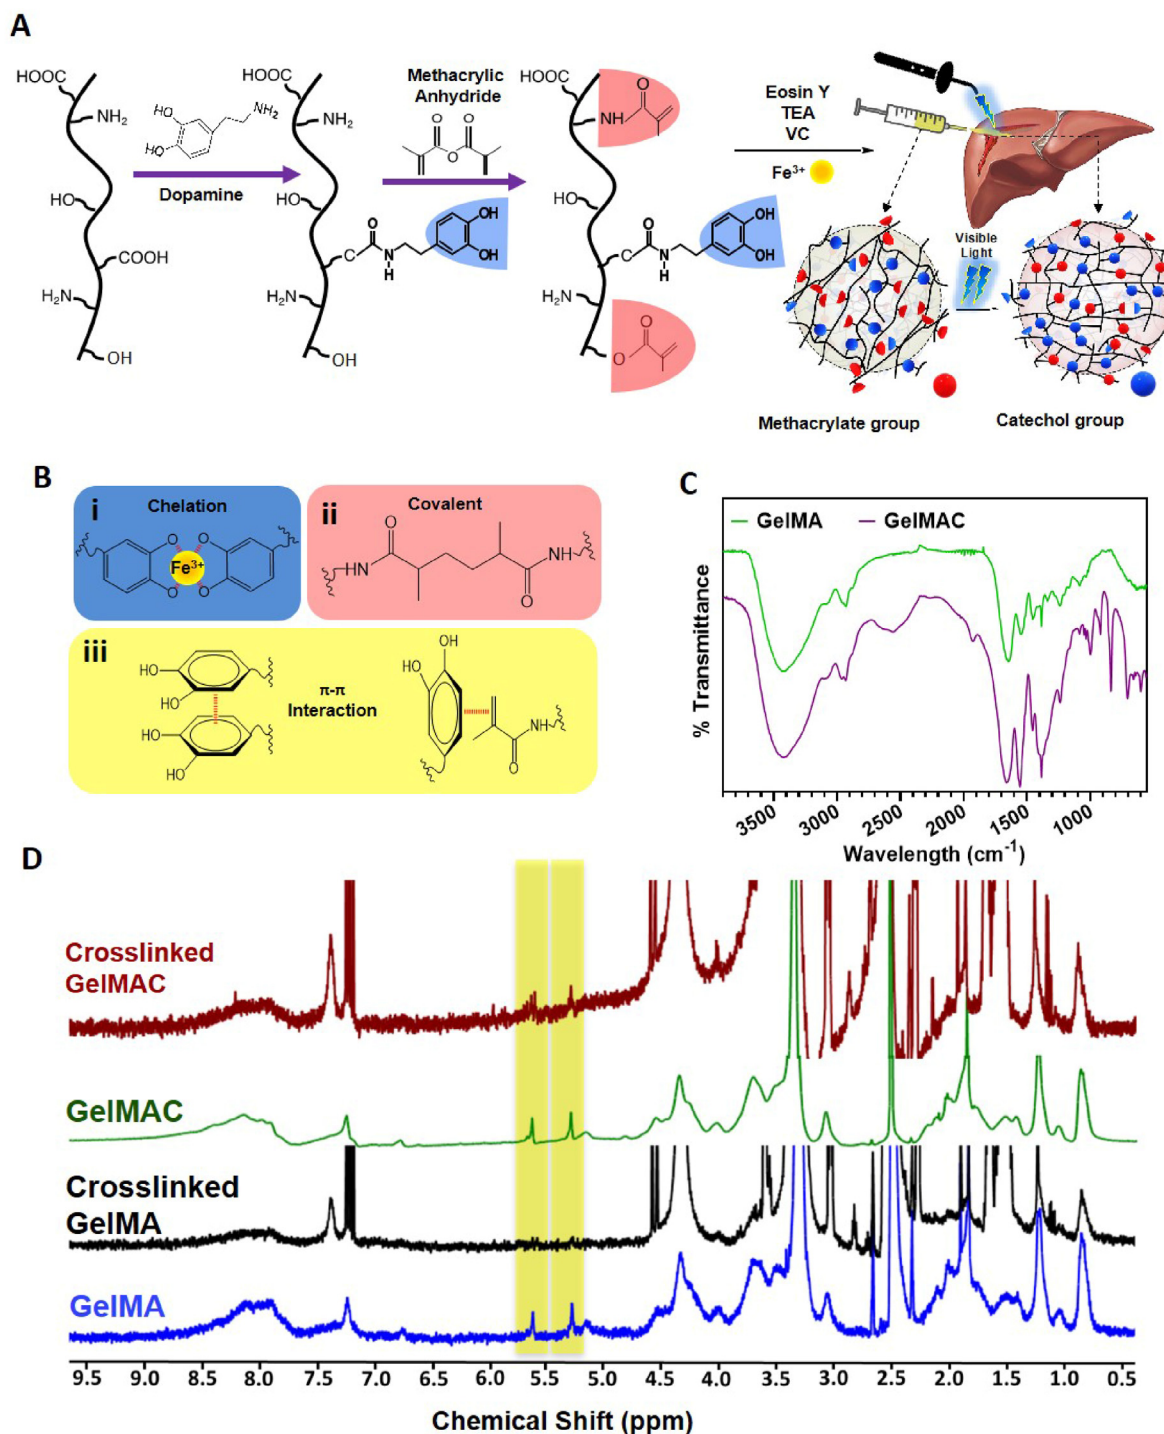 A
HOOC
NH2
HO
COOH
H2N
OH
HO
HO
NH2
Dopamine
HOOC
NH2
HO
O
N
H
OH
OH
H2N
OH
Methacrylic
Anhydride
O O
O
HOOC
O
NH
HO
O
N
H
OH
OH
H2N
O
O
Eosin Y
TEA
VC
Fe3+
Visible
Light
Methacrylate group
Catechol group
B
i
Chelation
O O
Fe3+
O O
ii
Covalent
O
NH
NH
O
iii
HO
HO
HO
HO
π-π
Interaction
OH
HO
NH
O
C
GelMA
GelMAC
% Transmittance
3500 3000 2500 2000 1500 1000
Wavelength (cm-1)
D
Crosslinked
GelMAC
GelMAC
Crosslinked
GelMA
GelMA
9.5 9.0 8.5 8.0 7.5 7.0 6.5 6.0 5.5 5.0 4.5 4.0 3.5 3.0 2.5 2.0 1.5 1.0 0.5
Chemical Shift (ppm)